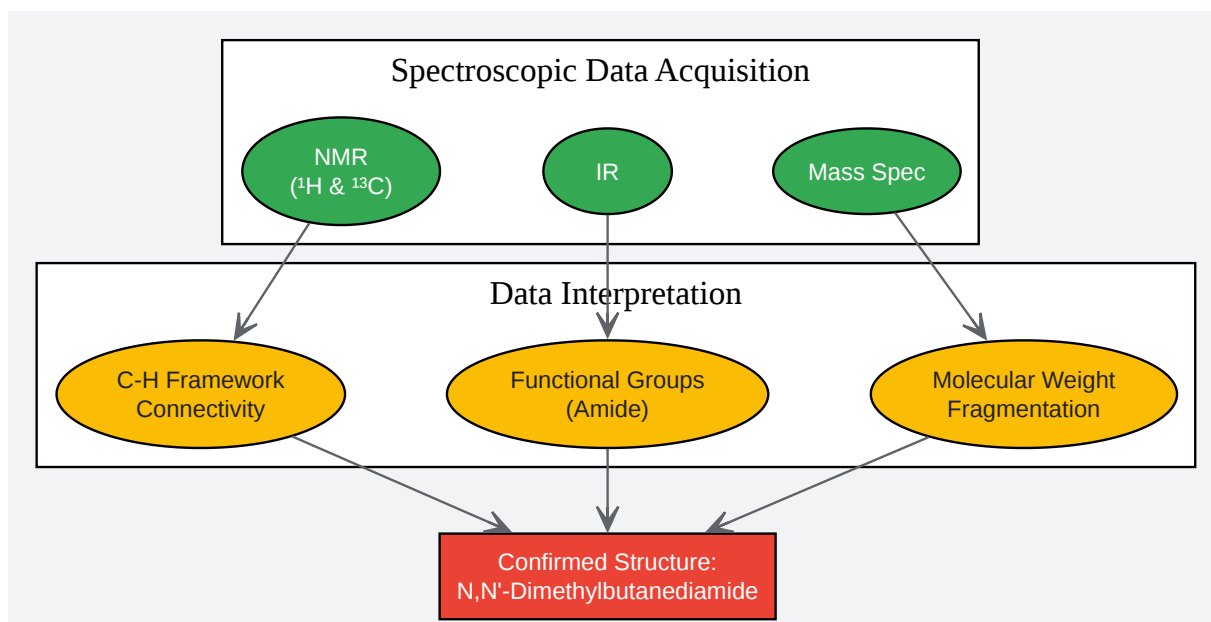 Spectroscopic Data Acquisition
NMR
(¹H & ¹³C)
IR
Mass Spec
Data Interpretation
C-H Framework
Connectivity
Functional Groups
(Amide)
Molecular Weight
Fragmentation
Confirmed Structure:
N,N'-Dimethylbutanediamide